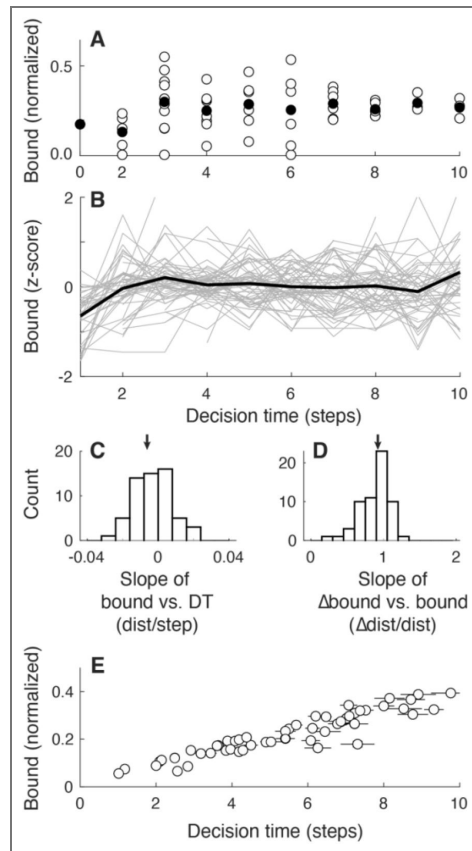 A
Bound (normalized)
0.5
0.0
0 2 4 6 8 10
B
Bound (z-score)
2
0
-2
2 4 6 8 10
Decision time (steps)
C
Count
20
10
0
-0.04 0 0.04
Slope of
bound vs. DT
(dist/step)
D
20
10
0
0 1 2
Slope of
Δbound vs. bound
(Δdist/dist)
E
Bound (normalized)
0.4
0.2
0
0 2 4 6 8 10
Decision time (steps)